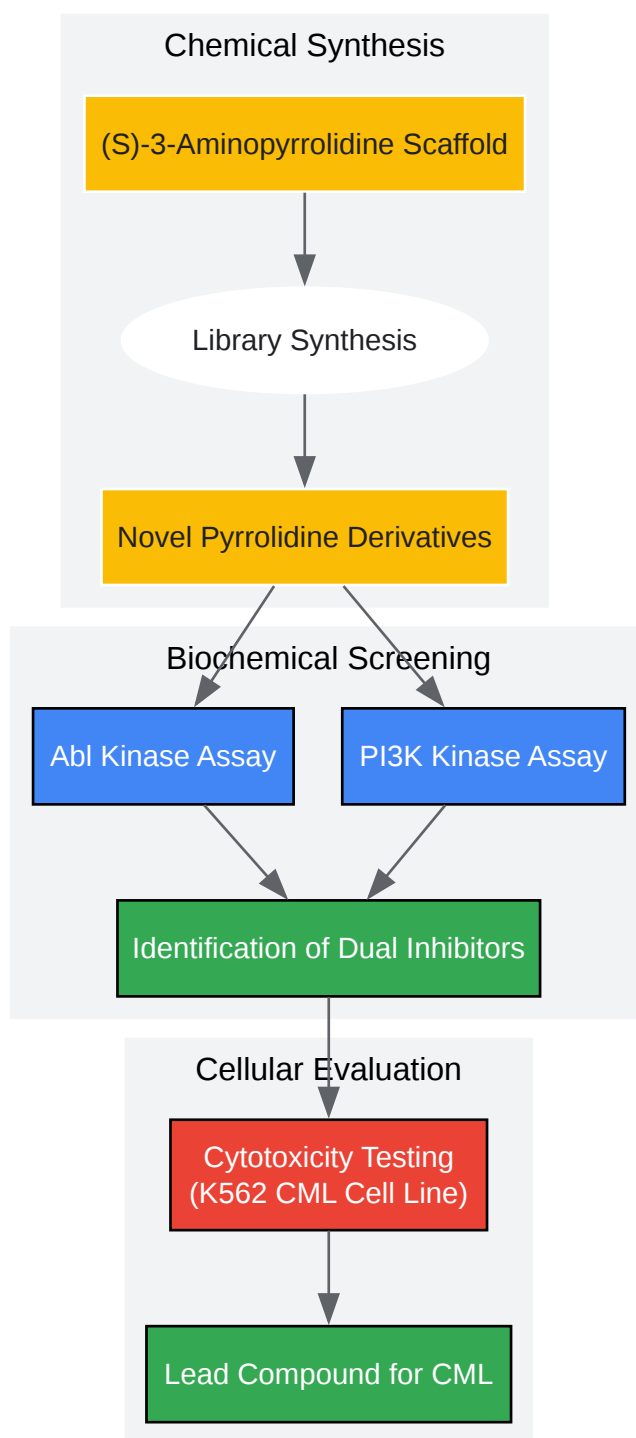 Chemical Synthesis
(S)-3-Aminopyrrolidine Scaffold
Library Synthesis
Novel Pyrrolidine Derivatives
Biochemical Screening
Abl Kinase Assay
PI3K Kinase Assay
Identification of Dual Inhibitors
Cellular Evaluation
Cytotoxicity Testing
(K562 CML Cell Line)
Lead Compound for CML